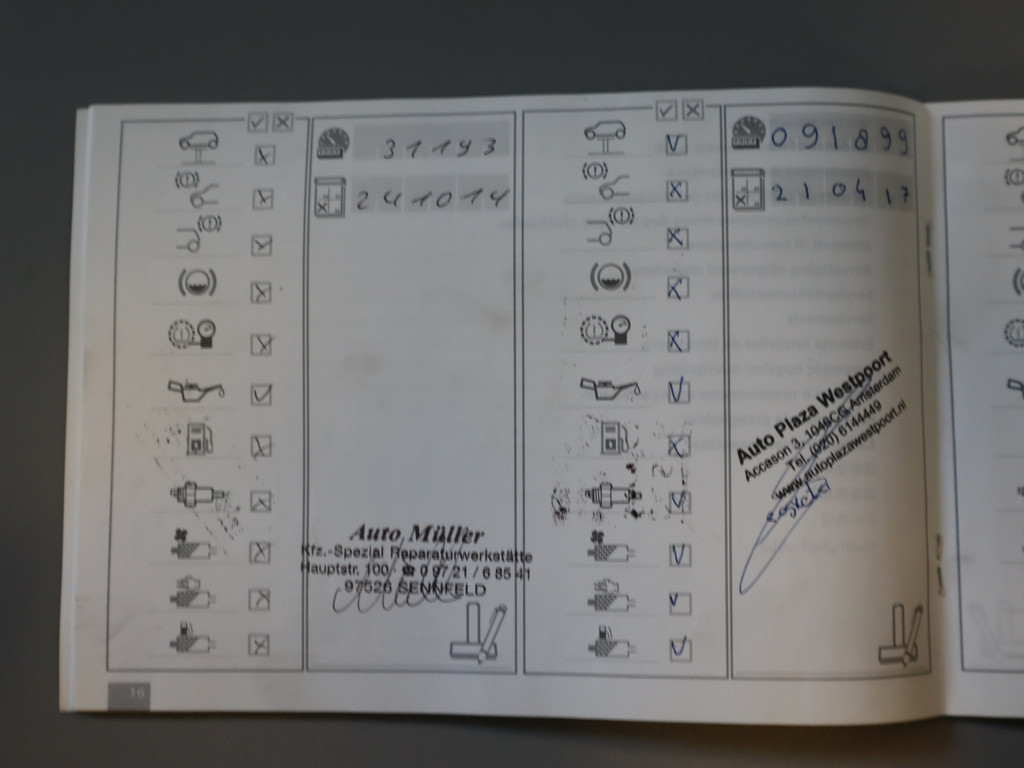 31193
241014
Auto Müller
Kfz.-Spezial Reparaturwerkstätte
Hauptstr. 100 · ☎ 0 97 21 / 6 85 41
97526 SENNFELD
091899
210417
Auto Plaza Westpoort
Accason 3, 1046CG Amsterdam
Tel. (020) 6144449
www.autoplazawestpoort.nl
16